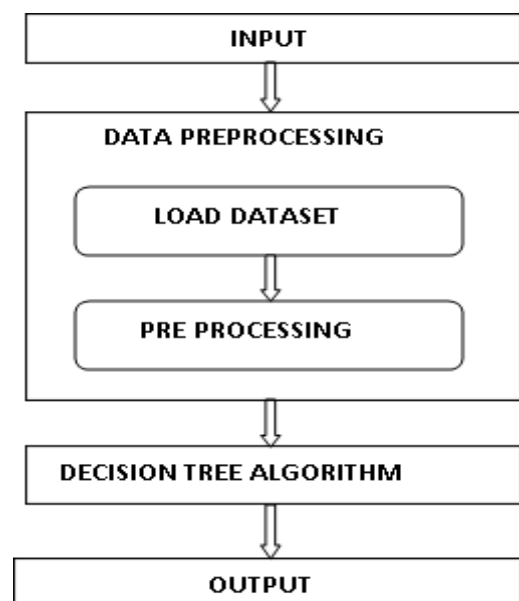 INPUT
DATA PREPROCESSING
LOAD DATASET
PRE PROCESSING
DECISION TREE ALGORITHM
OUTPUT